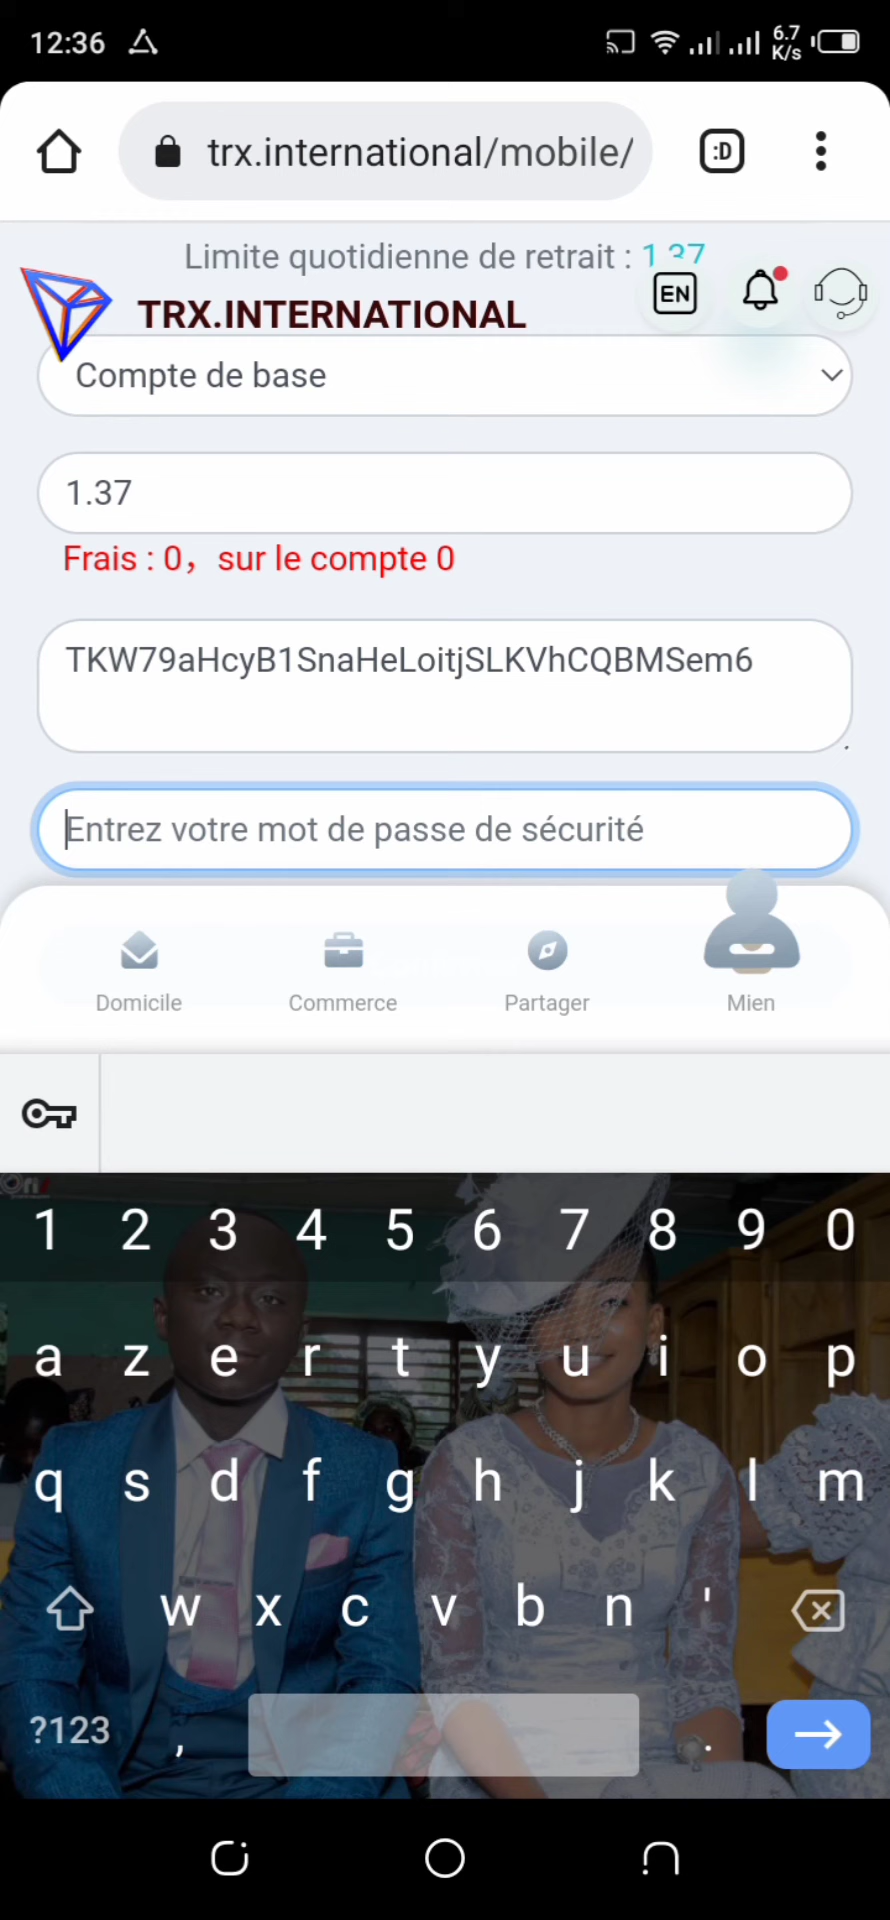 12:36
6.7
K/s
trx.international/mobile/
:D
Limite quotidienne de retrait : 1.37
TRX.INTERNATIONAL
EN
Compte de base
1.37
Frais : 0, sur le compte 0
TKW79aHcyB1SnaHeLoitjSLKVhCQBMSem6
Entrez votre mot de passe de sécurité
Domicile
Commerce
Partager
Mien
1 2 3 4 5 6 7 8 9 0
a z e r t y u i o p
q s d f g h j k l m
w x c v b n '
?123 , .